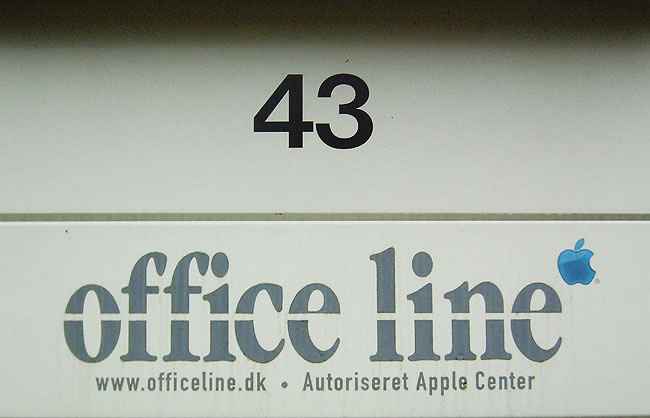 43
office line
www.officeline.dk • Autoriseret Apple Center